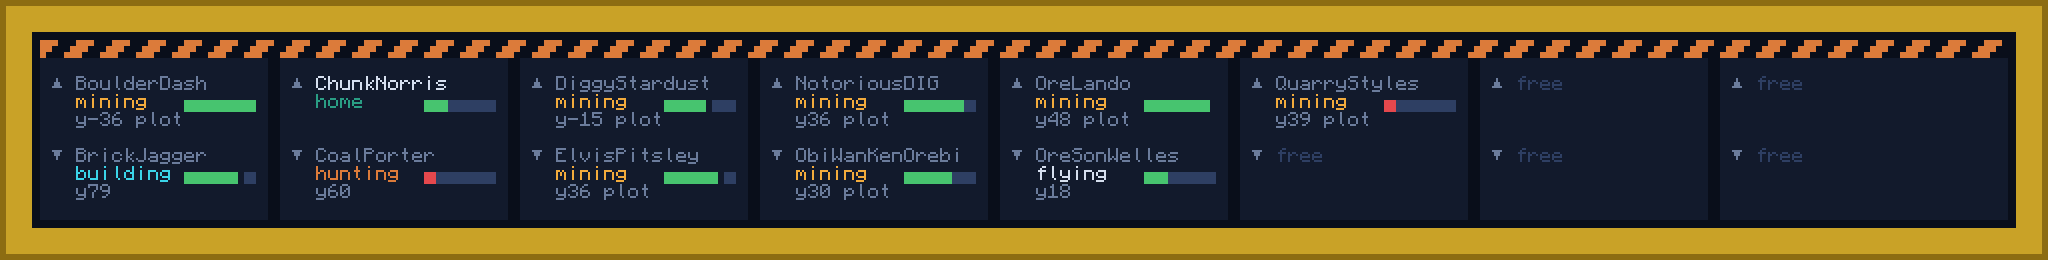 BoulderDash
mining
y-36 plot
BrickJagger
building
y79
ChunkNorris
home
CoalPorter
hunting
y60
DiggyStardust
mining
y-15 plot
ElvisPitsley
mining
y36 plot
NotoriousDIG
mining
y36 plot
ObiWanKenOrebi
mining
y30 plot
OreLando
mining
y48 plot
OreSonWelles
flying
y18
QuarryStyles
mining
y39 plot
free
free
free
free
free